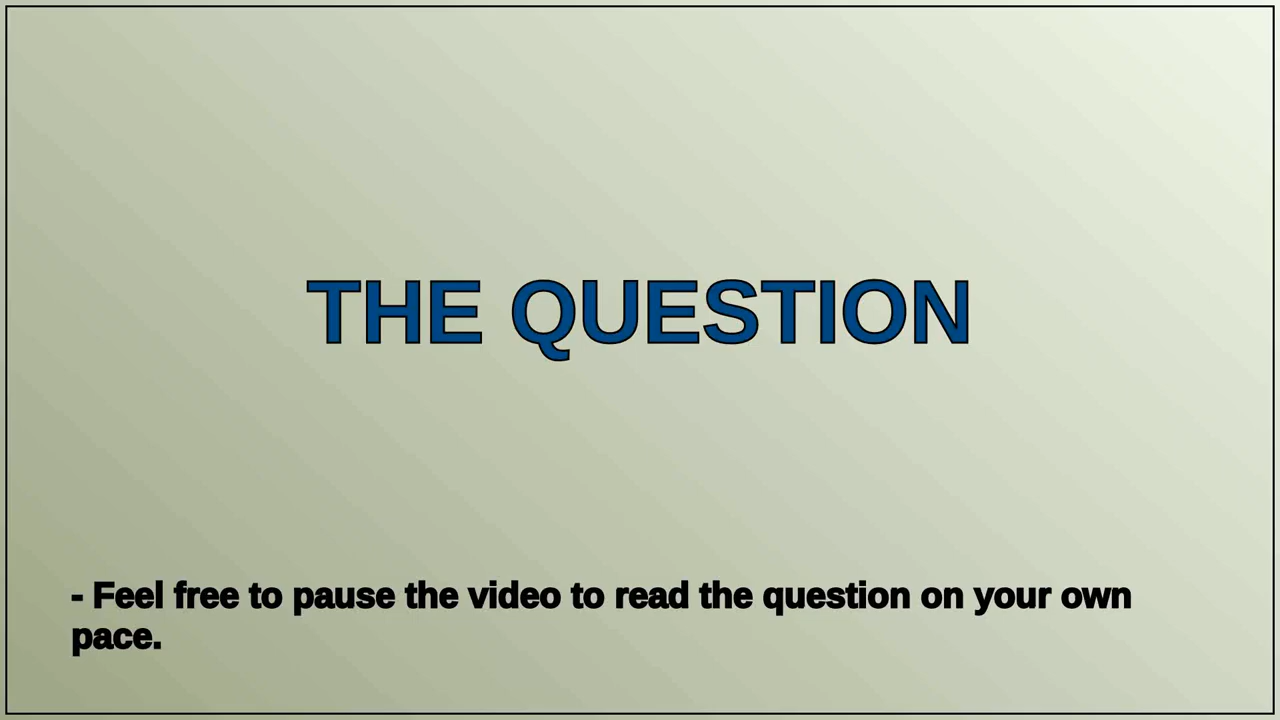 THE QUESTION
- Feel free to pause the video to read the question on your own
pace.